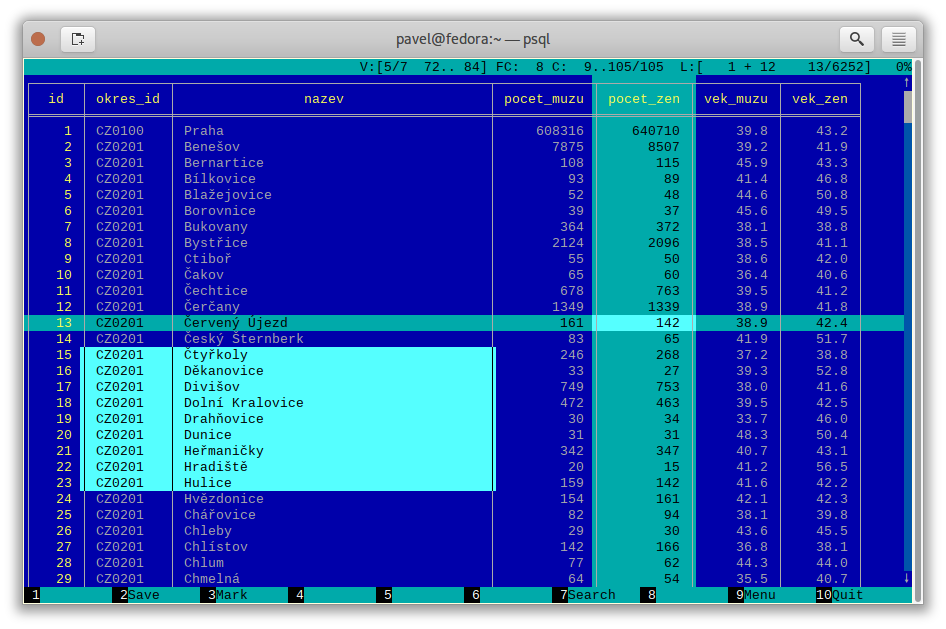 pavel@fedora:~ — psql
V:[5/7 72.. 84] FC: 8 C: 9..105/105 L:[ 1 + 12 13/6252] 0%
id okres_id nazev pocet_muzu pocet_zen vek_muzu vek_zen
1 CZ0100 Praha 608316 640710 39.8 43.2
2 CZ0201 Benešov 7875 8507 39.2 41.9
3 CZ0201 Bernartice 108 115 45.9 43.3
4 CZ0201 Bílkovice 93 89 41.4 46.8
5 CZ0201 Blažejovice 52 48 44.6 50.8
6 CZ0201 Borovnice 39 37 45.6 49.5
7 CZ0201 Bukovany 364 372 38.1 38.8
8 CZ0201 Bystřice 2124 2096 38.5 41.1
9 CZ0201 Ctiboř 55 50 38.6 42.0
10 CZ0201 Čakov 65 60 36.4 40.6
11 CZ0201 Čechtice 678 763 39.5 41.2
12 CZ0201 Čerčany 1349 1339 38.9 41.8
13 CZ0201 Červený Újezd 161 142 38.9 42.4
14 CZ0201 Český Šternberk 83 65 41.9 51.7
15 CZ0201 Čtyřkoly 246 268 37.2 38.8
16 CZ0201 Děkanovice 33 27 39.3 52.8
17 CZ0201 Divišov 749 753 38.0 41.6
18 CZ0201 Dolní Kralovice 472 463 39.5 42.5
19 CZ0201 Drahňovice 30 34 33.7 46.0
20 CZ0201 Dunice 31 31 48.3 50.4
21 CZ0201 Heřmaničky 342 347 40.7 43.1
22 CZ0201 Hradiště 20 15 41.2 56.5
23 CZ0201 Hulice 159 142 41.6 42.2
24 CZ0201 Hvězdonice 154 161 42.1 42.3
25 CZ0201 Chářovice 82 94 38.1 39.8
26 CZ0201 Chleby 29 30 43.6 45.5
27 CZ0201 Chlístov 142 166 36.8 38.1
28 CZ0201 Chlum 77 62 44.3 44.0
29 CZ0201 Chmelná 64 54 35.5 40.7
1 2Save 3Mark 4 5 6 7Search 8 9Menu 10Quit